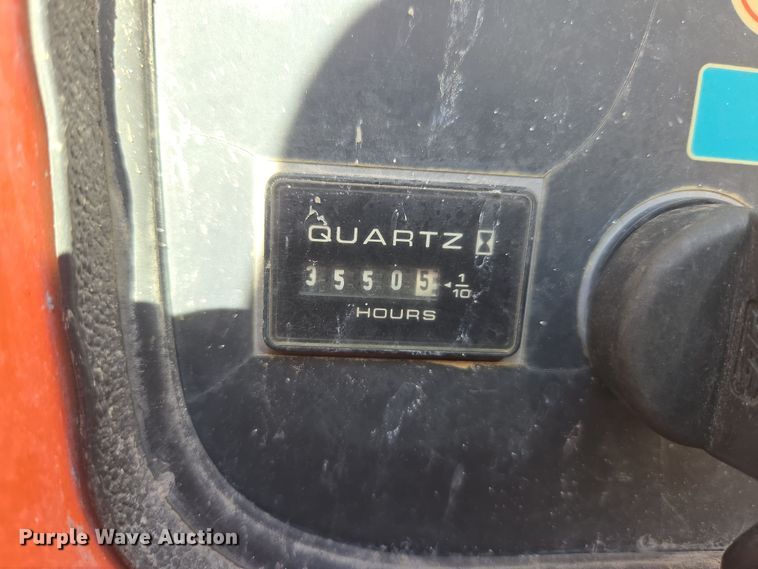 QUARTZ
35505 1/10
HOURS
Purple Wave Auction